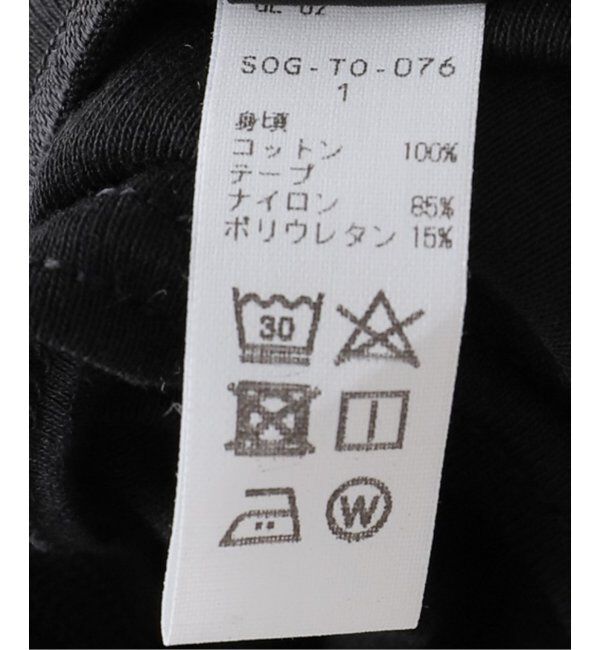 SOG-TO-076
1
身頃
コットン 100%
テープ
ナイロン 85%
ポリウレタン 15%
30
W